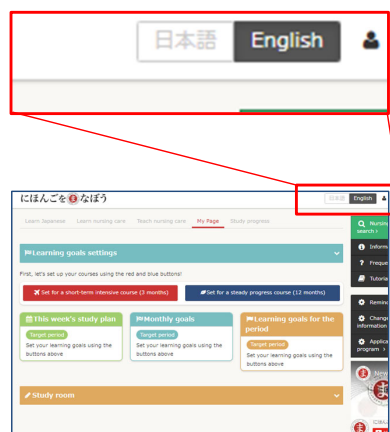 日本語 English
にほんごをまなぼう
日本語 English
Learn Japanese Learn nursing care Teach nursing care My Page Study progress
Learning goals settings
First, let's set up your courses using the red and blue buttons!
Set for a short-term intensive course (3 months)
Set for a steady progress course (12 months)
This week's study plan
Target period
Set your learning goals using the
buttons above
Monthly goals
Target period
Set your learning goals using the
buttons above
Learning goals for the
period
Target period
Set your learning goals using the
buttons above
Study room
Nursing
search ›
Inform
Freque
Tutoria
Remin
Change
information
Applica
program ›
New